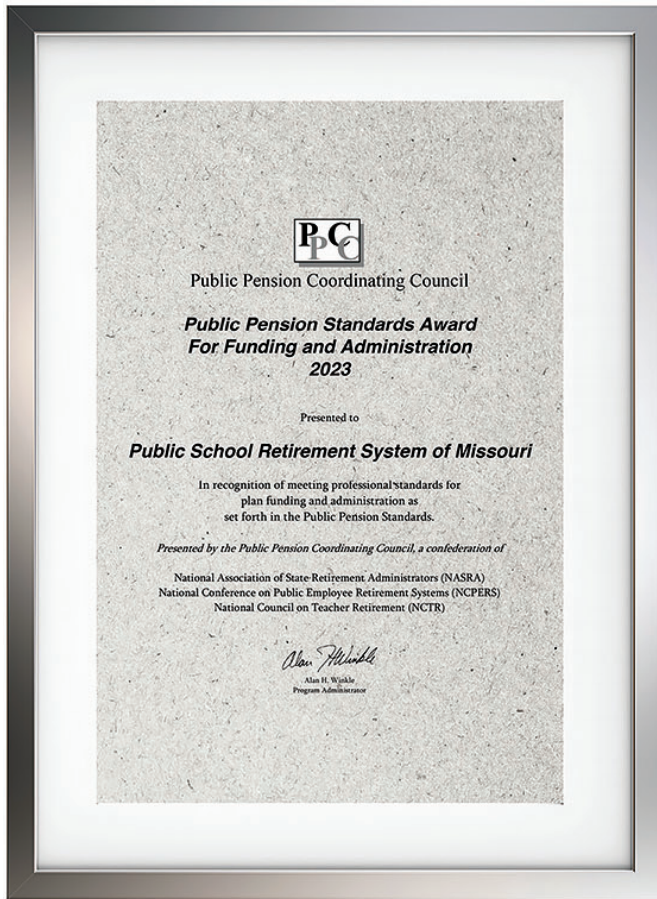 PPCC
Public Pension Coordinating Council
Public Pension Standards Award
For Funding and Administration
2023
Presented to
Public School Retirement System of Missouri
In recognition of meeting professional standards for
plan funding and administration as
set forth in the Public Pension Standards.
Presented by the Public Pension Coordinating Council, a confederation of
National Association of State Retirement Administrators (NASRA)
National Conference on Public Employee Retirement Systems (NCPERS)
National Council on Teacher Retirement (NCTR)
Alan H Winkle
Alan H. Winkle
Program Administrator